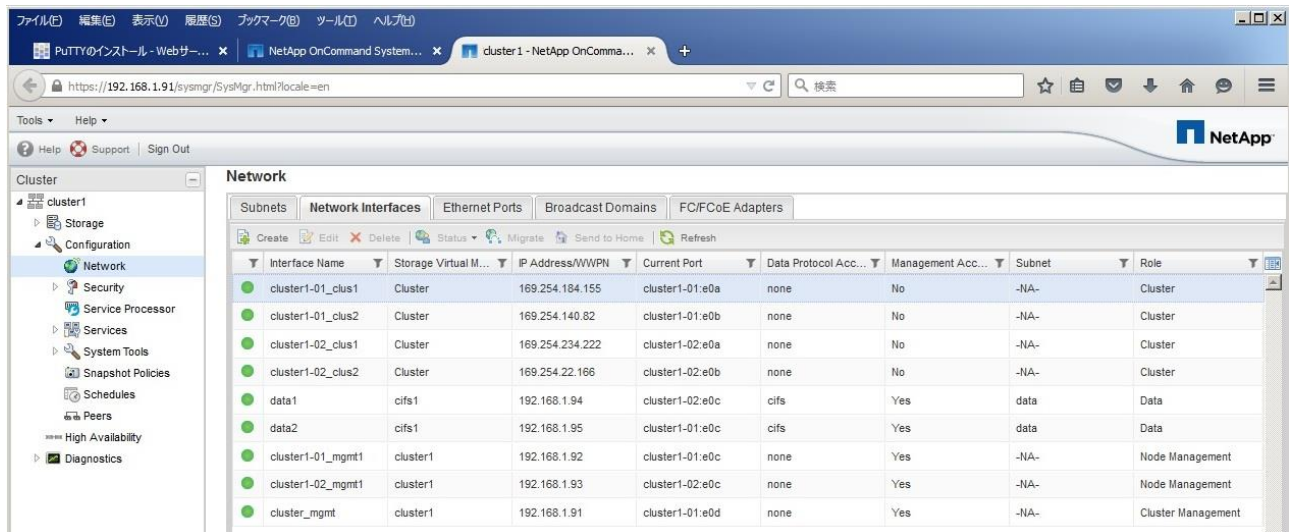 ファイル(F) 編集(E) 表示(V) 履歴(S) ブックマーク(B) ツール(T) ヘルプ(H)
PuTTYのインストール - Webサー... × NetApp OnCommand System... × cluster1 - NetApp OnComma... × +
https://192.168.1.91/sysmgr/SysMgr.html?locale=en 検索
Tools Help
NetApp
Help Support | Sign Out
Cluster
cluster1
Storage
Configuration
Network
Security
Service Processor
Services
System Tools
Snapshot Policies
Schedules
Peers
High Availability
Diagnostics
Network
Subnets Network Interfaces Ethernet Ports Broadcast Domains FC/FCoE Adapters
Create Edit Delete Status Migrate Send to Home Refresh
Interface Name Storage Virtual M... IP Address/WWPN Current Port Data Protocol Acc... Management Acc... Subnet Role
cluster1-01_clus1 Cluster 169.254.184.155 cluster1-01:e0a none No -NA- Cluster
cluster1-01_clus2 Cluster 169.254.140.82 cluster1-01:e0b none No -NA- Cluster
cluster1-02_clus1 Cluster 169.254.234.222 cluster1-02:e0a none No -NA- Cluster
cluster1-02_clus2 Cluster 169.254.22.166 cluster1-02:e0b none No -NA- Cluster
data1 cifs1 192.168.1.94 cluster1-02:e0c cifs Yes data Data
data2 cifs1 192.168.1.95 cluster1-01:e0c cifs Yes data Data
cluster1-01_mgmt1 cluster1 192.168.1.92 cluster1-01:e0c none Yes -NA- Node Management
cluster1-02_mgmt1 cluster1 192.168.1.93 cluster1-02:e0c none Yes -NA- Node Management
cluster_mgmt cluster1 192.168.1.91 cluster1-01:e0d none Yes -NA- Cluster Management